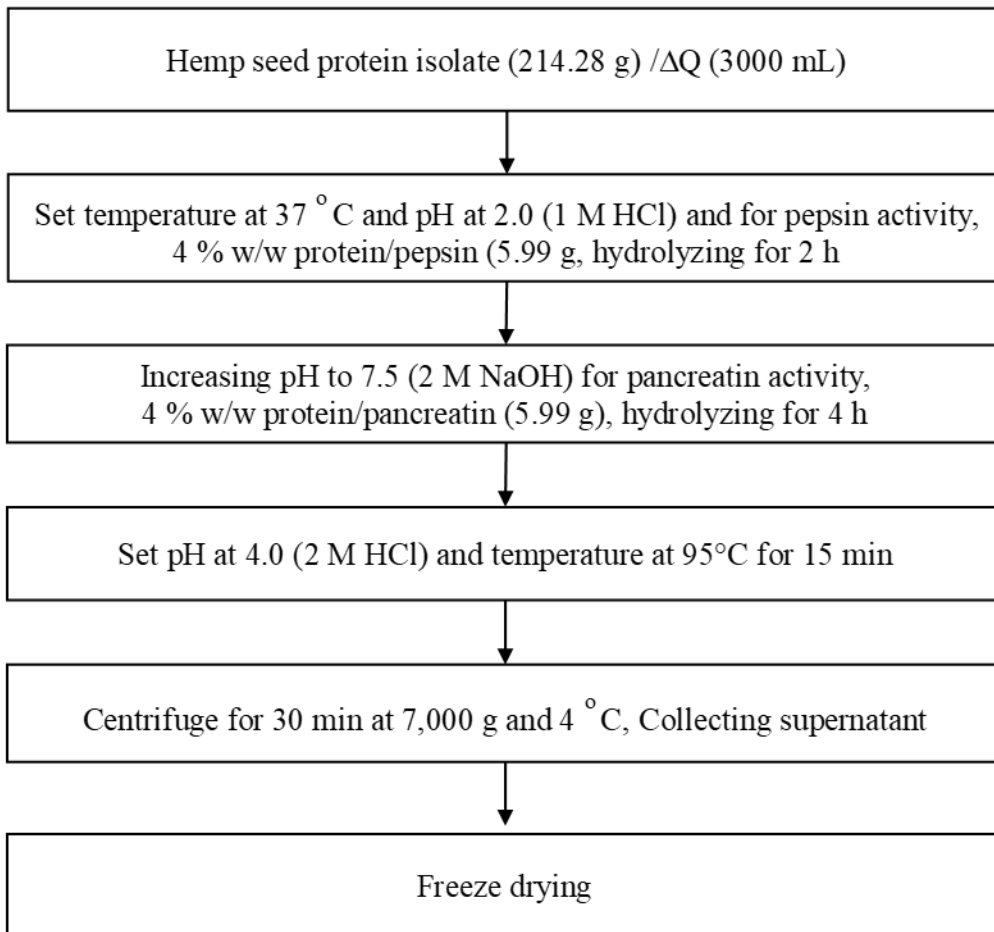 Hemp seed protein isolate (214.28 g) /ΔQ (3000 mL)
Set temperature at 37 °C and pH at 2.0 (1 M HCl) and for pepsin activity,
4 % w/w protein/pepsin (5.99 g, hydrolyzing for 2 h
Increasing pH to 7.5 (2 M NaOH) for pancreatin activity,
4 % w/w protein/pancreatin (5.99 g), hydrolyzing for 4 h
Set pH at 4.0 (2 M HCl) and temperature at 95°C for 15 min
Centrifuge for 30 min at 7,000 g and 4 °C, Collecting supernatant
Freeze drying